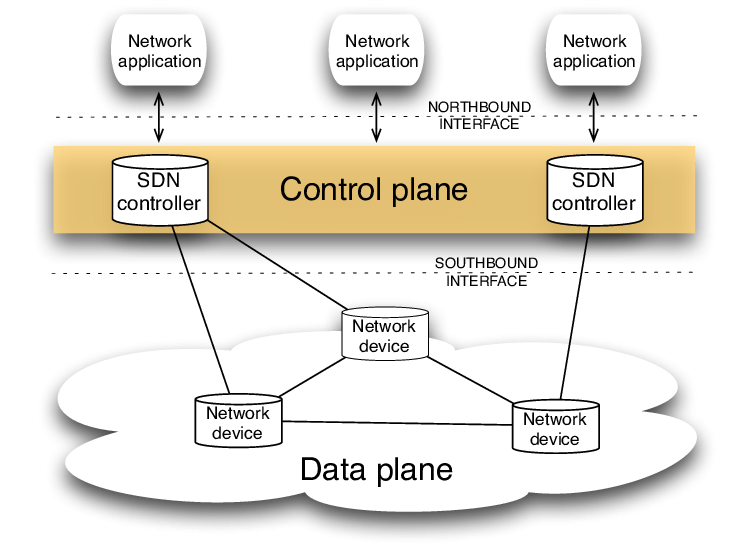 Network
application
Network
application
Network
application
NORTHBOUND
INTERFACE
SDN
controller
Control plane
SDN
controller
SOUTHBOUND
INTERFACE
Network
device
Network
device
Network
device
Data plane